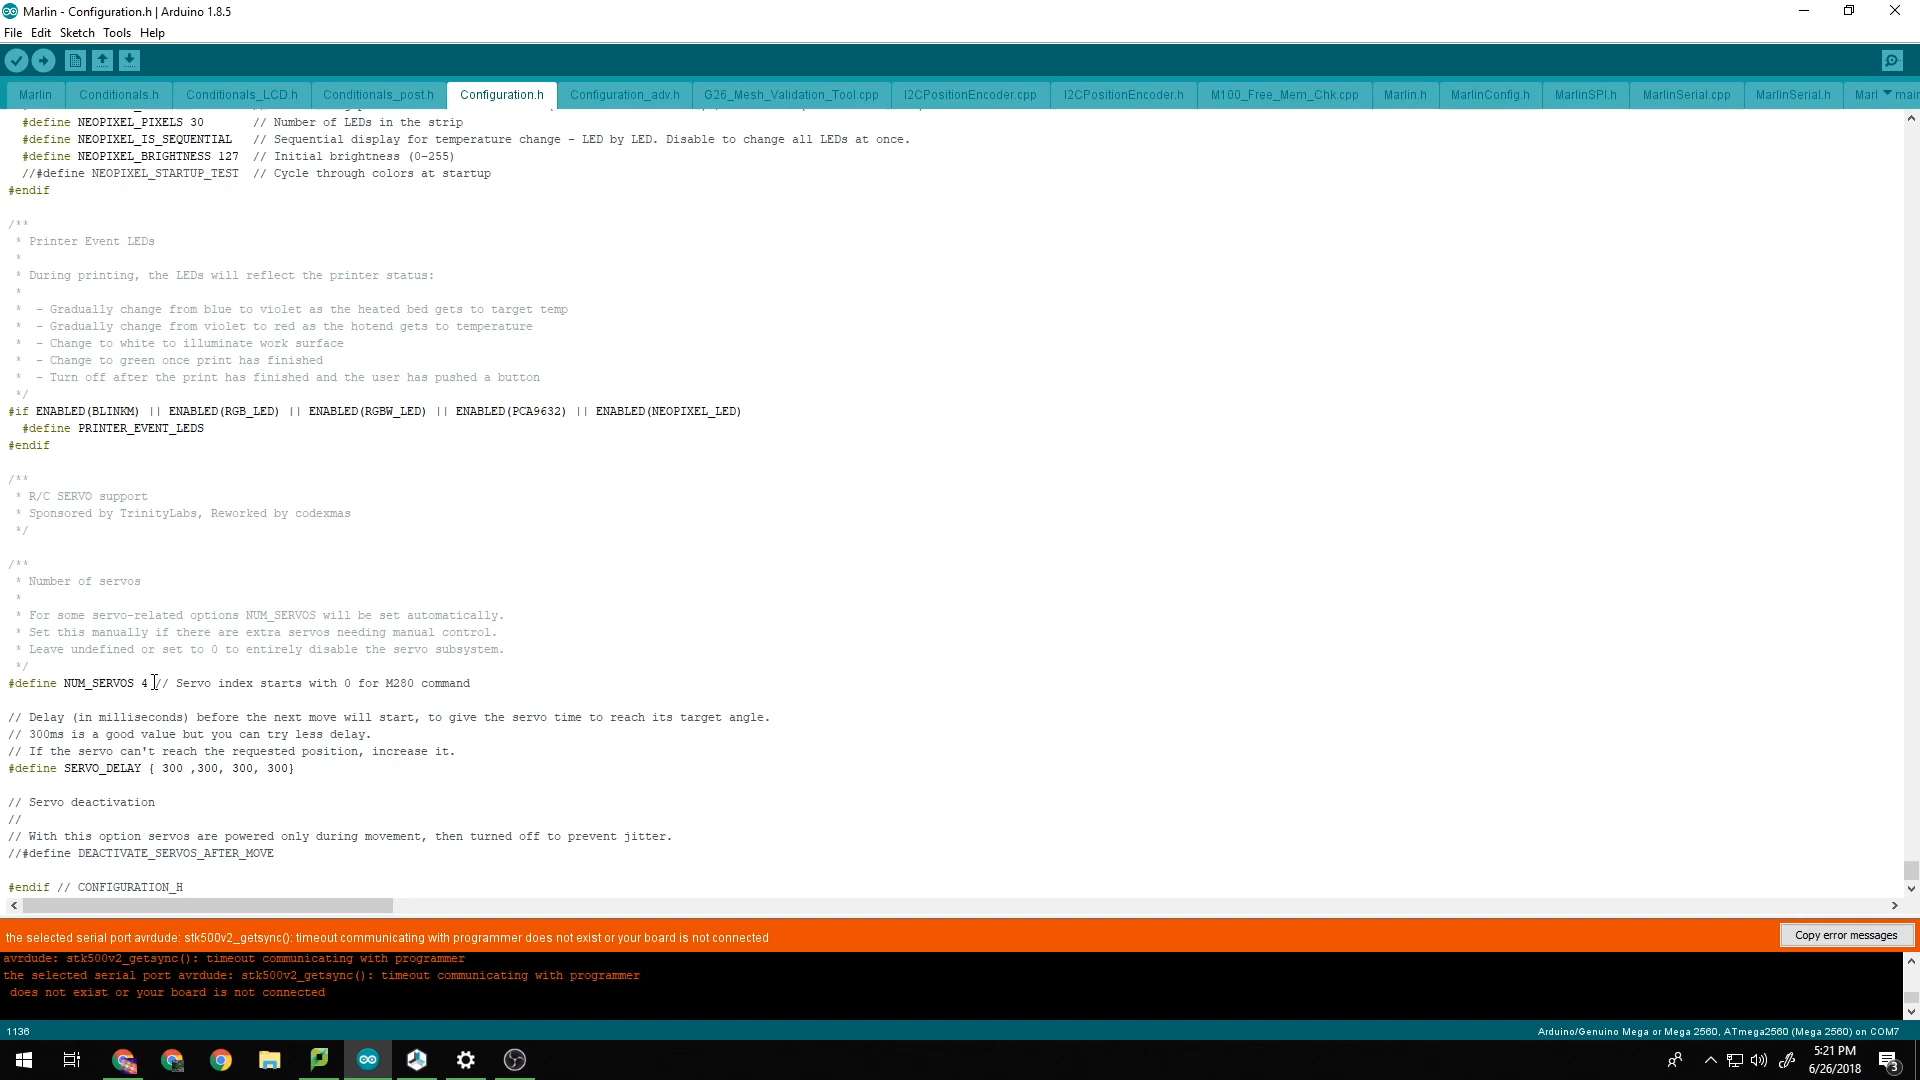 Marlin - Configuration.h | Arduino 1.8.5
File Edit Sketch Tools Help
Marlin Conditionals.h Conditionals_LCD.h Conditionals_post.h Configuration.h Configuration_adv.h G26_Mesh_Validation_Tool.cpp I2CPositionEncoder.cpp I2CPositionEncoder.h M100_Free_Mem_Chk.cpp Marlin.h MarlinConfig.h MarlinSPI.h MarlinSerial.cpp MarlinSerial.h Marl main
#define NEOPIXEL_PIXELS 30 // Number of LEDs in the strip
#define NEOPIXEL_IS_SEQUENTIAL // Sequential display for temperature change - LED by LED. Disable to change all LEDs at once.
#define NEOPIXEL_BRIGHTNESS 127 // Initial brightness (0-255)
//#define NEOPIXEL_STARTUP_TEST // Cycle through colors at startup
#endif
/**
* Printer Event LEDs
*
* During printing, the LEDs will reflect the printer status:
*
* - Gradually change from blue to violet as the heated bed gets to target temp
* - Gradually change from violet to red as the hotend gets to temperature
* - Change to white to illuminate work surface
* - Change to green once print has finished
* - Turn off after the print has finished and the user has pushed a button
*/
#if ENABLED(BLINKM) || ENABLED(RGB_LED) || ENABLED(RGBW_LED) || ENABLED(PCA9632) || ENABLED(NEOPIXEL_LED)
#define PRINTER_EVENT_LEDS
#endif
/**
* R/C SERVO support
* Sponsored by TrinityLabs, Reworked by codexmas
*/
/**
* Number of servos
*
* For some servo-related options NUM_SERVOS will be set automatically.
* Set this manually if there are extra servos needing manual control.
* Leave undefined or set to 0 to entirely disable the servo subsystem.
*/
#define NUM_SERVOS 4 // Servo index starts with 0 for M280 command
// Delay (in milliseconds) before the next move will start, to give the servo time to reach its target angle.
// 300ms is a good value but you can try less delay.
// If the servo can't reach the requested position, increase it.
#define SERVO_DELAY { 300 ,300, 300, 300}
// Servo deactivation
//
// With this option servos are powered only during movement, then turned off to prevent jitter.
//#define DEACTIVATE_SERVOS_AFTER_MOVE
#endif // CONFIGURATION_H
the selected serial port avrdude: stk500v2_getsync(): timeout communicating with programmer does not exist or your board is not connected
Copy error messages
avrdude: stk500v2_getsync(): timeout communicating with programmer
the selected serial port avrdude: stk500v2_getsync(): timeout communicating with programmer
does not exist or your board is not connected
1136
Arduino/Genuino Mega or Mega 2560, ATmega2560 (Mega 2560) on COM7
5:21 PM
6/26/2018
3